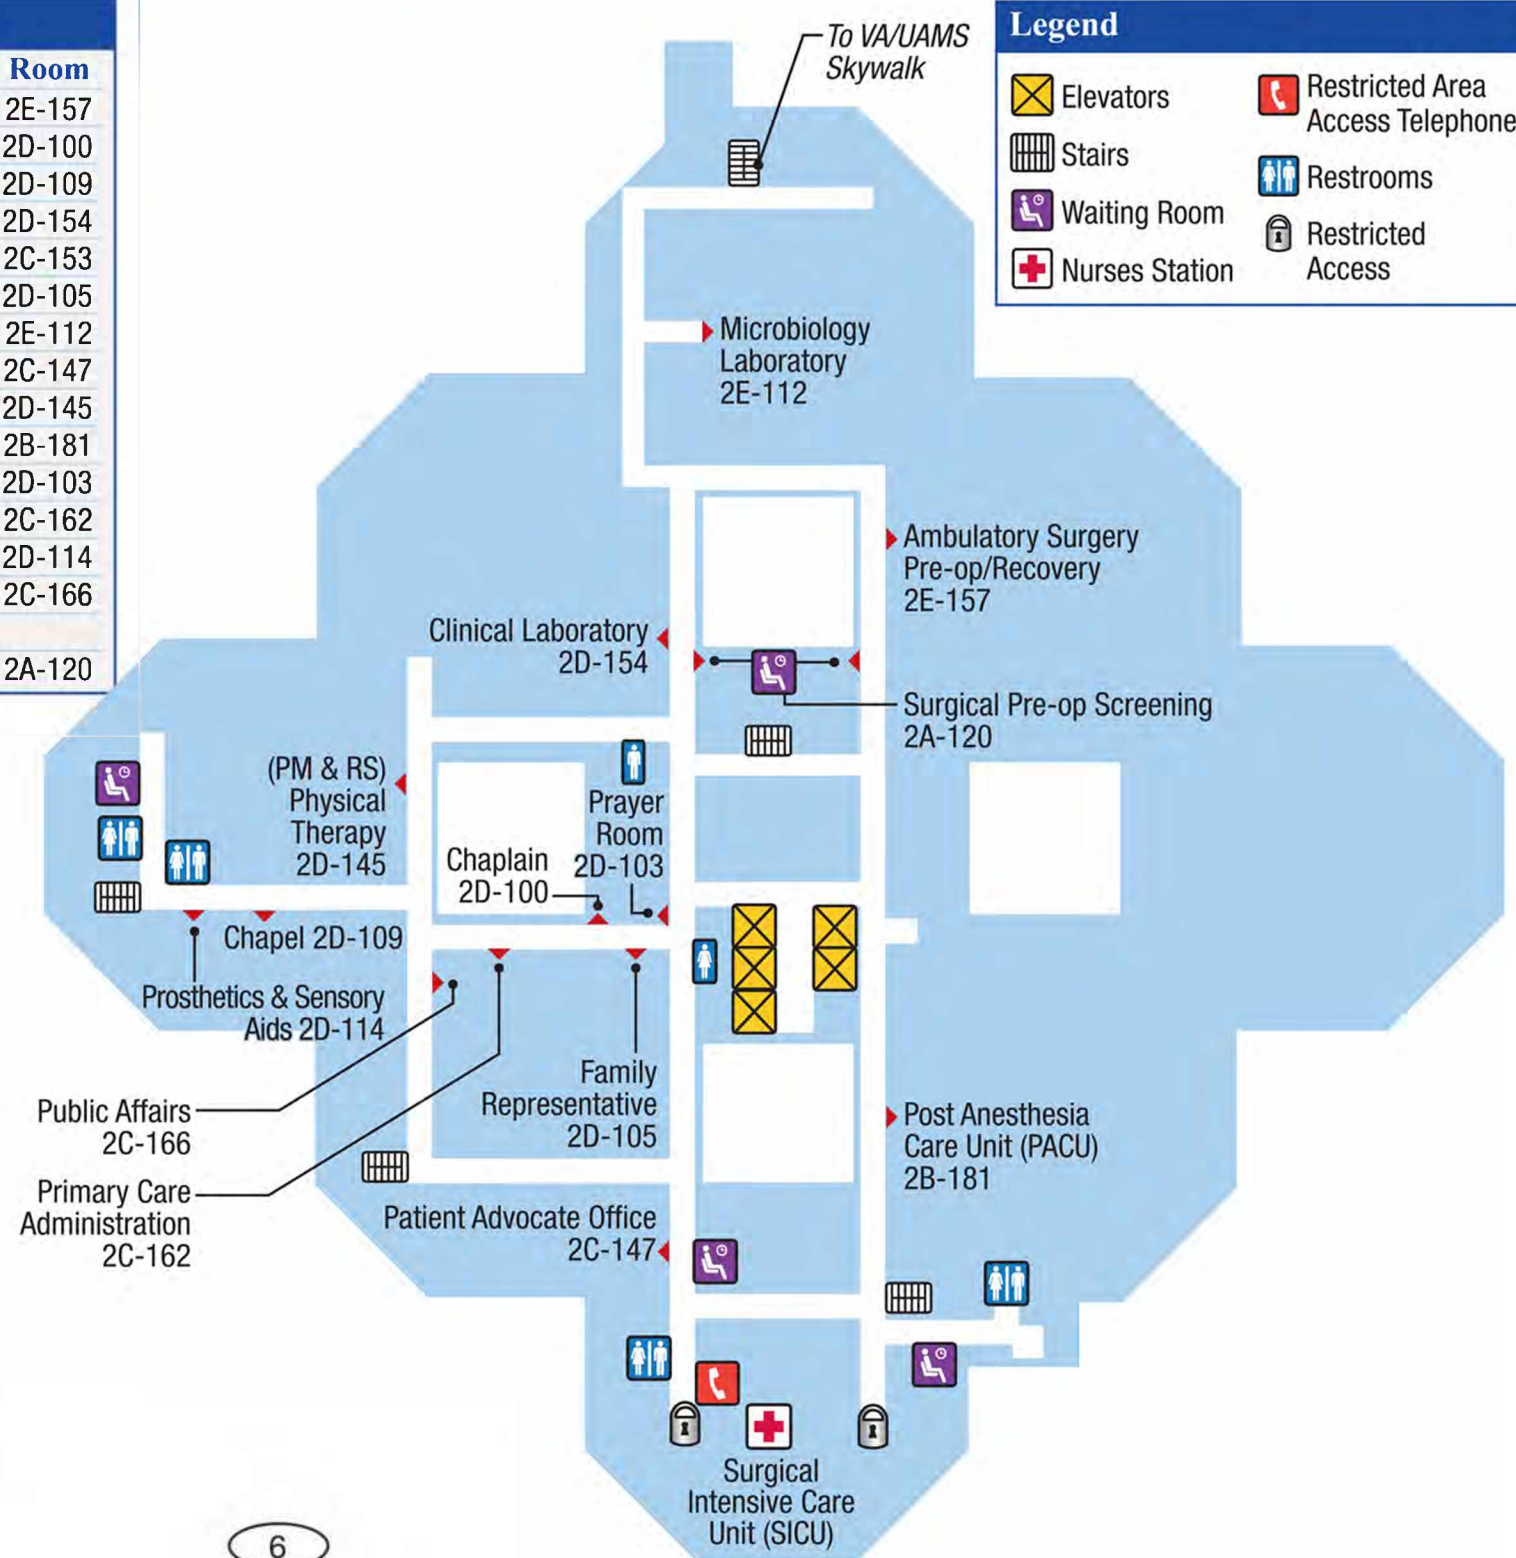 Room
2E-157
2D-100
2D-109
2D-154
2C-153
2D-105
2E-112
2C-147
2D-145
2B-181
2D-103
2C-162
2D-114
2C-166
2A-120
To VA/UAMS
Skywalk
Legend
Elevators
Stairs
Waiting Room
Nurses Station
Restricted Area
Access Telephone
Restrooms
Restricted
Access
Microbiology
Laboratory
2E-112
Ambulatory Surgery
Pre-op/Recovery
2E-157
Clinical Laboratory
2D-154
Surgical Pre-op Screening
2A-120
(PM & RS)
Physical
Therapy
2D-145
Prayer
Room
2D-103
Chaplain
2D-100
Chapel 2D-109
Prosthetics & Sensory
Aids 2D-114
Family
Representative
2D-105
Public Affairs
2C-166
Primary Care
Administration
2C-162
Post Anesthesia
Care Unit (PACU)
2B-181
Patient Advocate Office
2C-147
Surgical
Intensive Care
Unit (SICU)
6